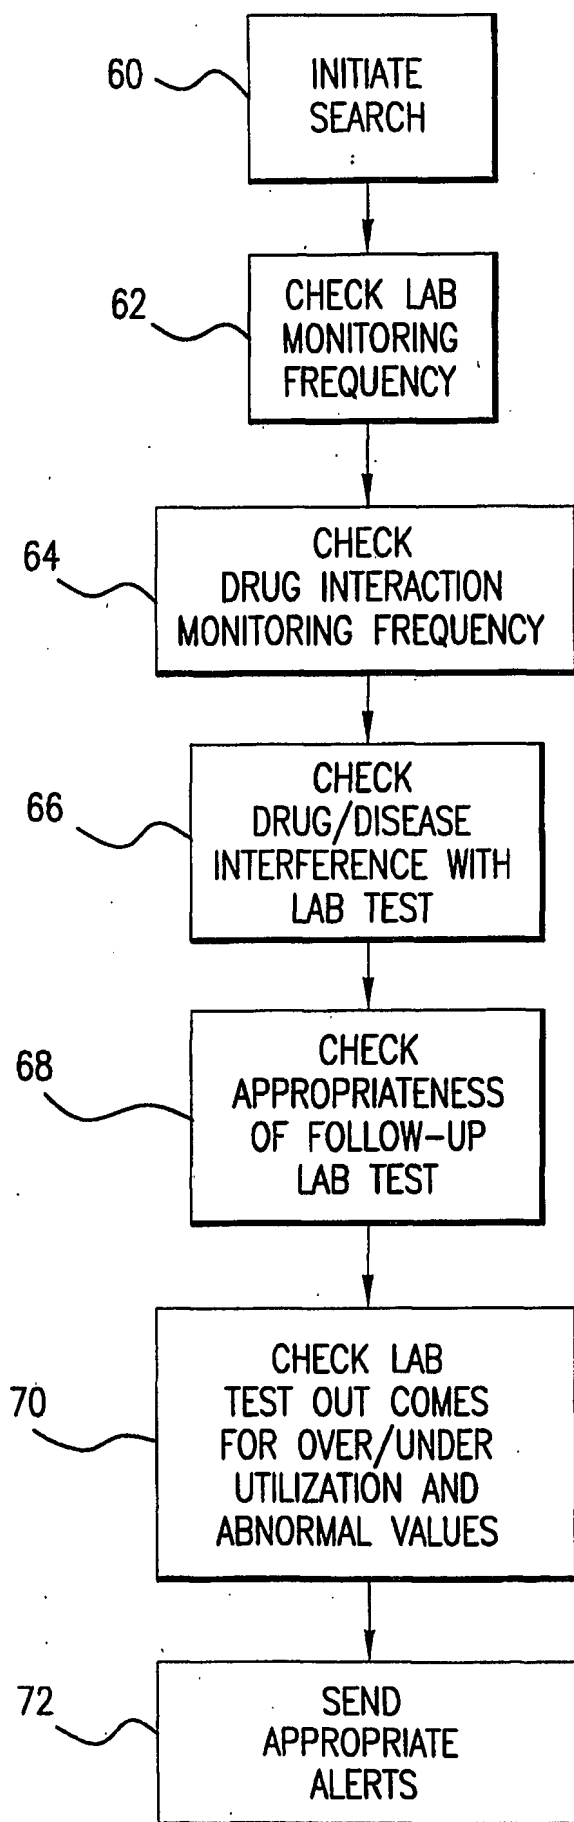 60
INITIATE
SEARCH
62
CHECK LAB
MONITORING
FREQUENCY
64
CHECK
DRUG INTERACTION
MONITORING FREQUENCY
66
CHECK
DRUG/DISEASE
INTERFERENCE WITH
LAB TEST
68
CHECK
APPROPRIATENESS
OF FOLLOW-UP
LAB TEST
70
CHECK LAB
TEST OUT COMES
FOR OVER/UNDER
UTILIZATION AND
ABNORMAL VALUES
72
SEND
APPROPRIATE
ALERTS